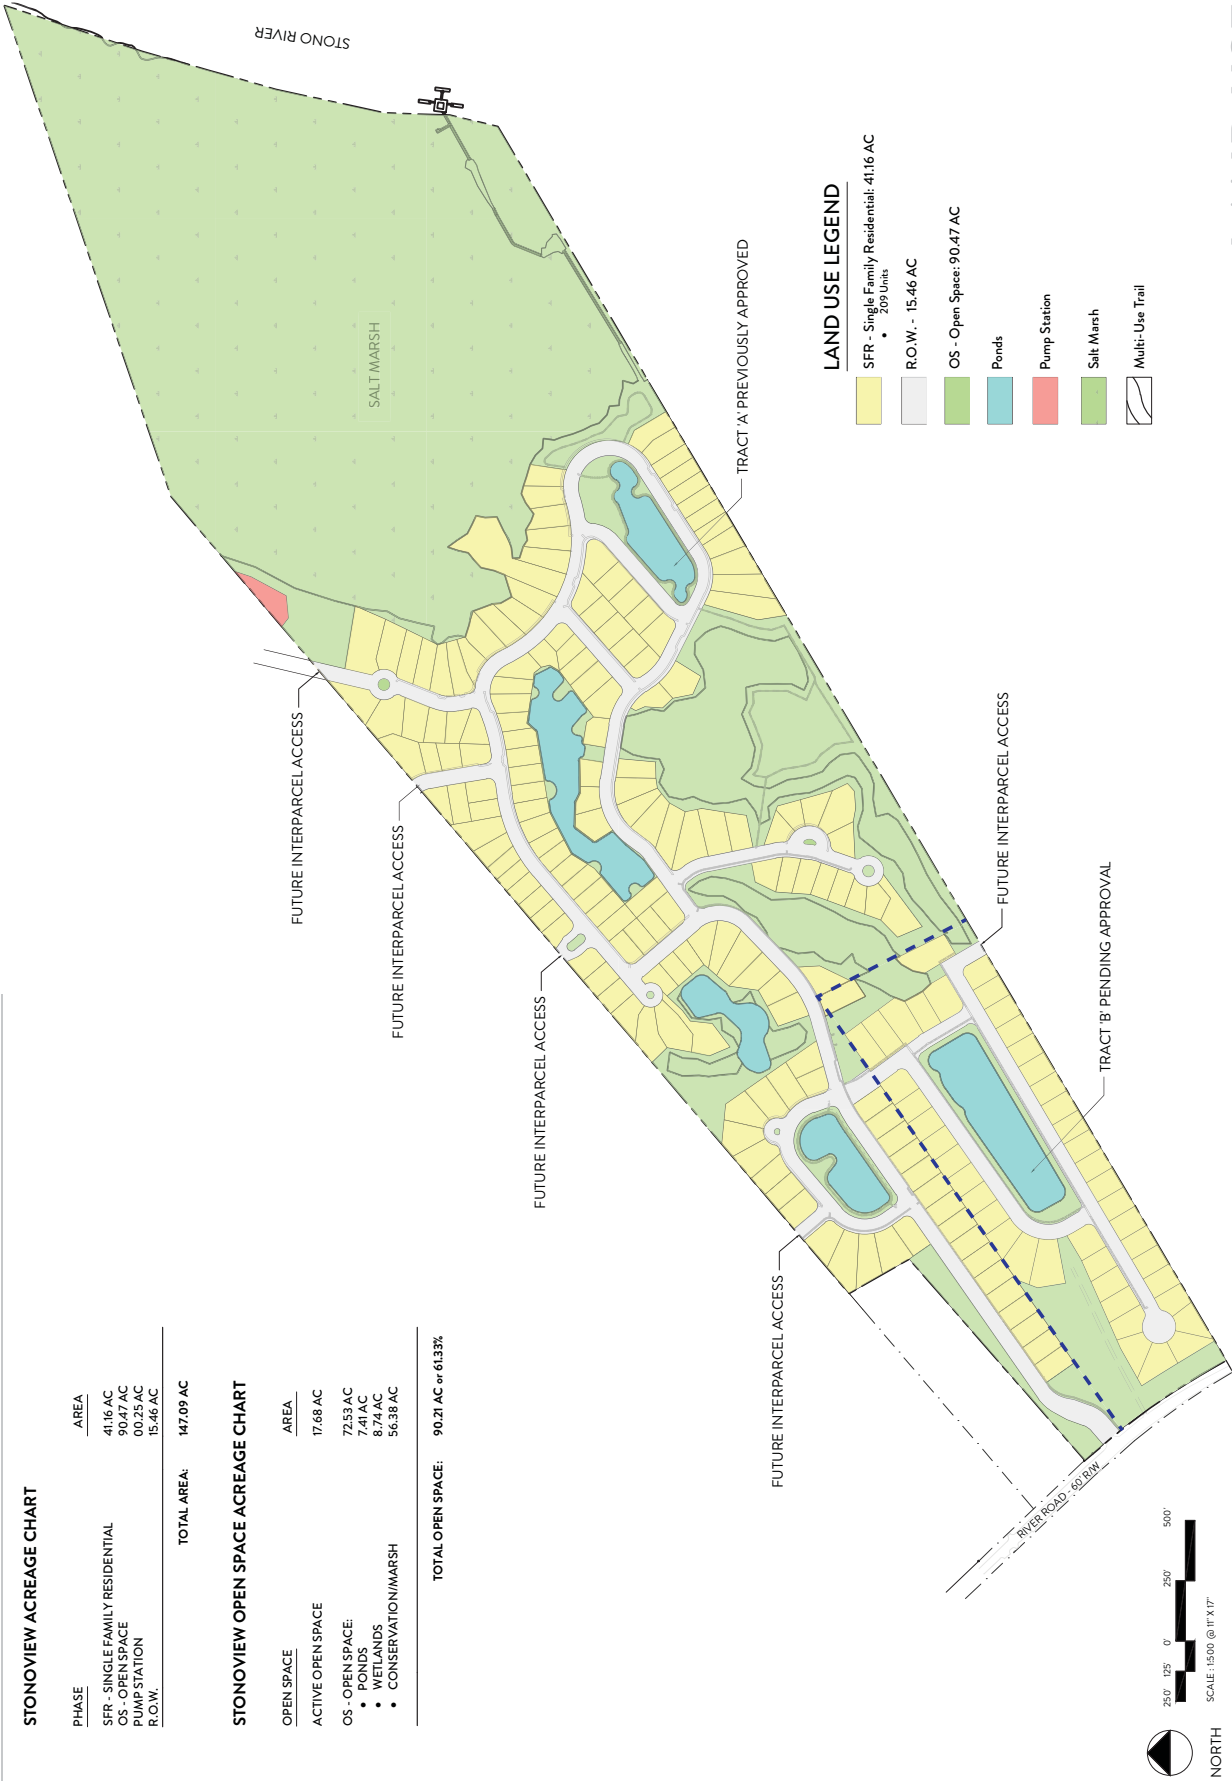 STONOVIEW ACREAGE CHART
PHASE AREA
SFR - SINGLE FAMILY RESIDENTIAL 41.16 AC
OS - OPEN SPACE 90.47 AC
PUMP STATION 00.25 AC
R.O.W. 15.46 AC
TOTAL AREA: 147.09 AC
STONOVIEW OPEN SPACE ACREAGE CHART
OPEN SPACE AREA
ACTIVE OPEN SPACE 17.68 AC
OS - OPEN SPACE: 72.53 AC
• PONDS 7.41 AC
• WETLANDS 8.74 AC
• CONSERVATION/MARSH 56.38 AC
TOTAL OPEN SPACE: 90.21 AC or 61.33%
STONO RIVER
SALT MARSH
FUTURE INTERPARCEL ACCESS
FUTURE INTERPARCEL ACCESS
FUTURE INTERPARCEL ACCESS
FUTURE INTERPARCEL ACCESS
TRACT 'A' PREVIOUSLY APPROVED
FUTURE INTERPARCEL ACCESS
TRACT 'B' PENDING APPROVAL
RIVER ROAD - 60' R/W
LAND USE LEGEND
SFR - Single Family Residential: 41.16 AC
• 209 Units
R.O.W. - 15.46 AC
OS - Open Space: 90.47 AC
Ponds
Pump Station
Salt Marsh
Multi-Use Trail
NORTH
250' 125' 0' 250' 500'
SCALE : 1:500 @ 11" X 17"